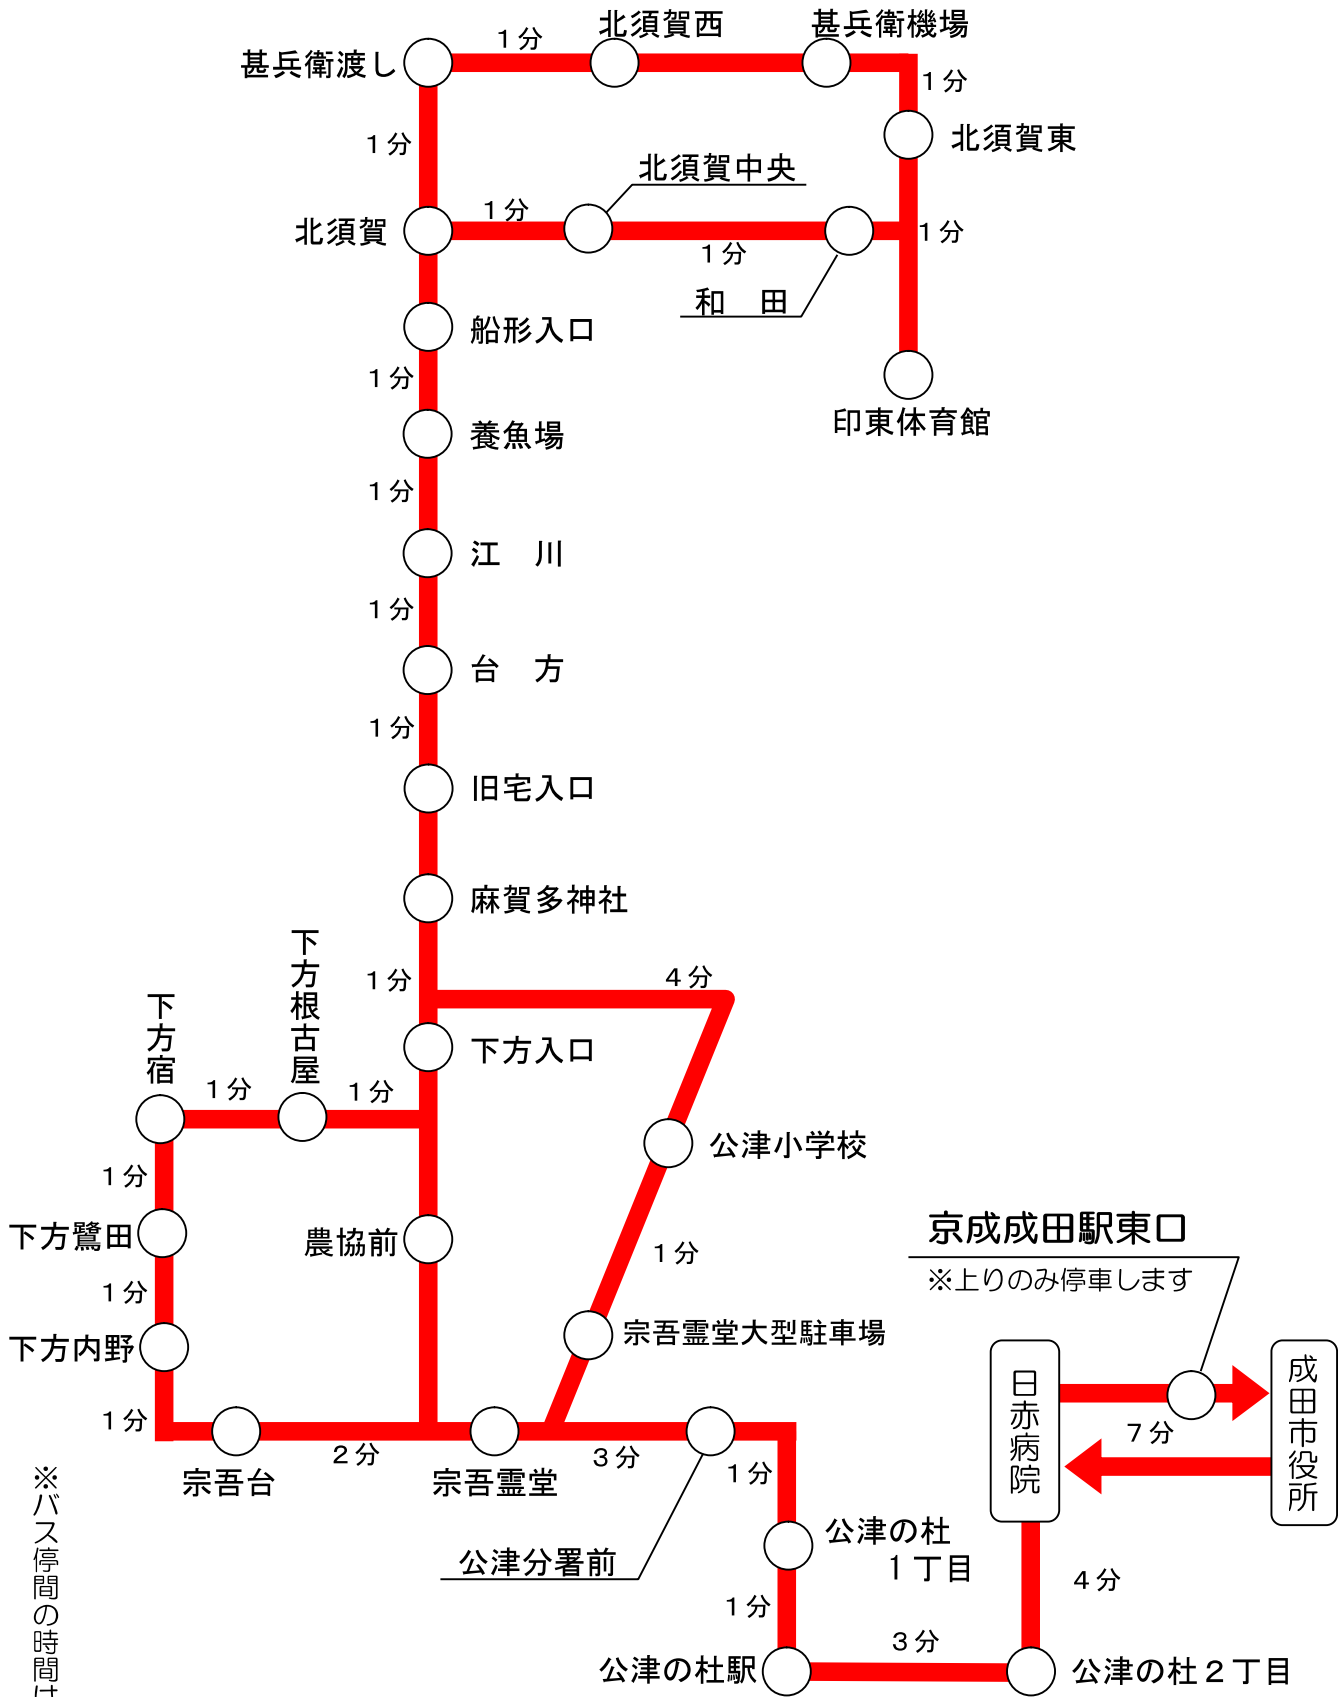 北須賀西
甚兵衛機場
1分
甚兵衛渡し
1分
北須賀東
1分
北須賀中央
1分
北須賀
1分
1分
和　田
船形入口
1分
印東体育館
養魚場
1分
江　川
1分
台　方
1分
旧宅入口
麻賀多神社
下方根古屋
1分
4分
下方宿
下方入口
1分
1分
公津小学校
1分
下方鷺田
農協前
京成成田駅東口
※上りのみ停車します
1分
1分
下方内野
宗吾霊堂大型駐車場
日赤病院
成田市役所
1分
7分
2分
3分
宗吾台
宗吾霊堂
1分
公津の杜
1丁目
公津分署前
4分
1分
3分
公津の杜駅
公津の杜２丁目
※バス停間の時間は